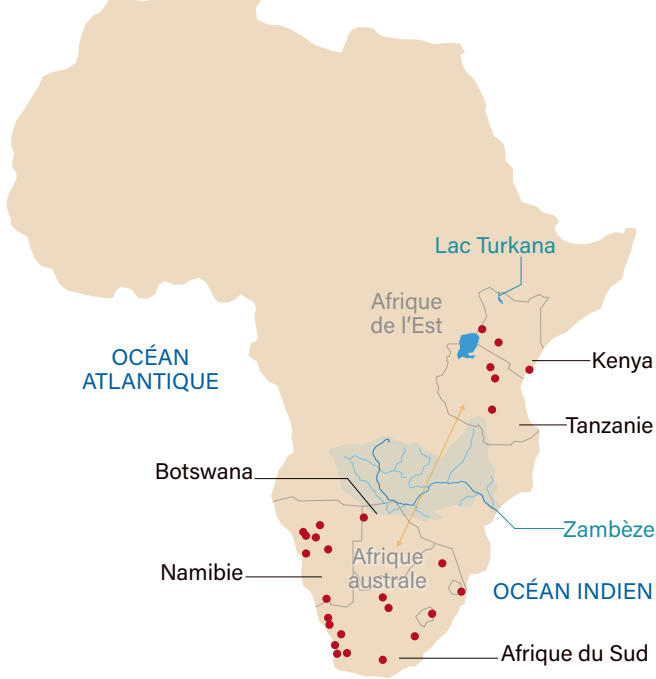 Lac Turkana
Afrique
de l'Est
OCÉAN
ATLANTIQUE
Kenya
Tanzanie
Botswana
Zambèze
Afrique
australe
Namibie
OCÉAN INDIEN
Afrique du Sud